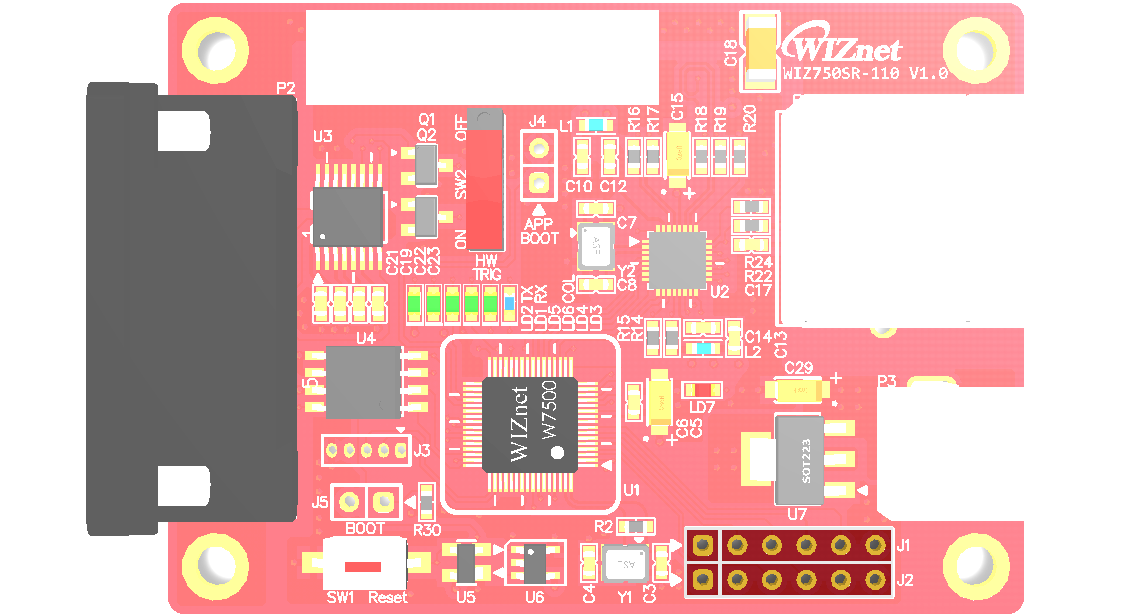 WIZnet
WIZ750SR-110 V1.0
C18
P2
Q1
Q2
U3
OFF
SW2
ON
HW
TRIG
J4
APP
BOOT
L1
C10
C12
R16
R17
C15
R18
R19
R20
C7
Y2
C8
U2
R24
R22
C17
C21
C19
C22
C23
LD2 TX
LD1 RX
LD5
LD6 COL
LD4
LD3
R15
R14
C14
L2
C13
U4
J3
WIZnet
W7500
U1
C6
C5
LD7
C29
P3
SOT223
U7
J5
BOOT
R30
R2
SW1
Reset
U5
U6
C4
Y1
C3
J1
J2